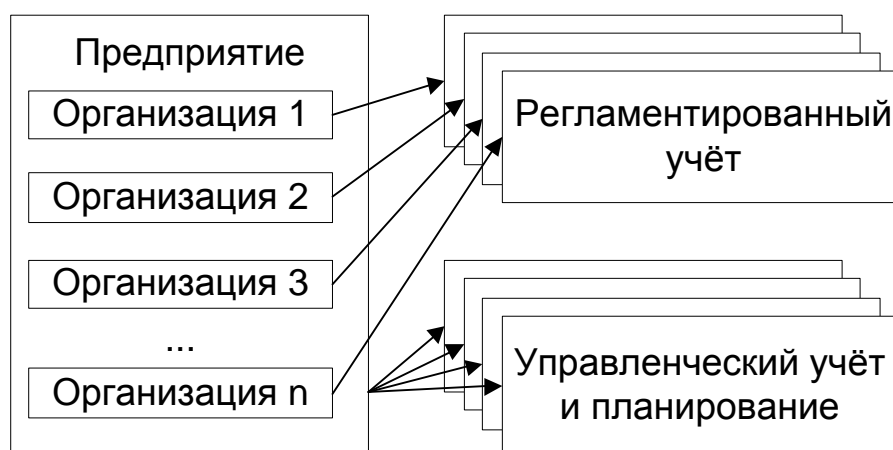 Предприятие
Организация 1
Организация 2
Организация 3
...
Организация n
Регламентированный
учёт
Управленческий учёт
и планирование